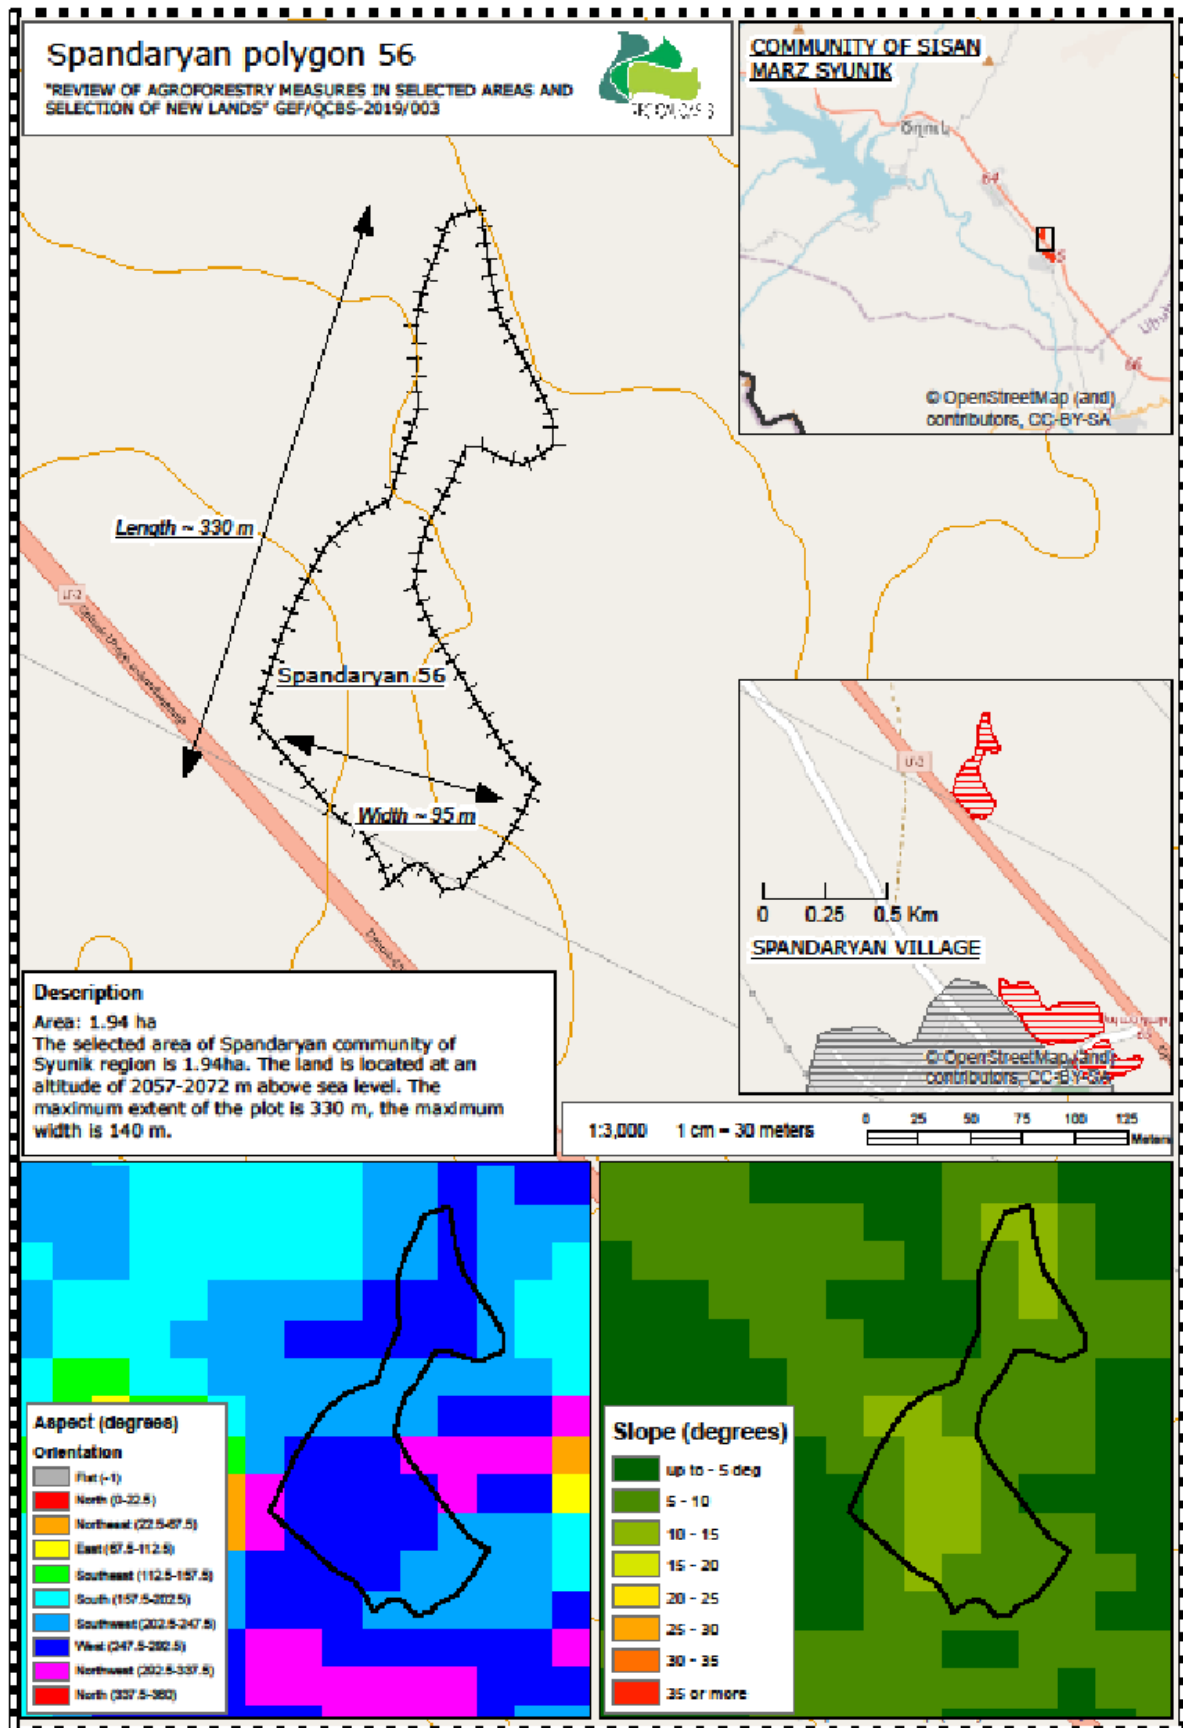 Spandaryan polygon 56
"REVIEW OF AGROFORESTRY MEASURES IN SELECTED AREAS AND
SELECTION OF NEW LANDS" GEF/QCBS-2019/003
COMMUNITY OF SISAN
MARZ SYUNIK
Ծղուկ
64
66
© OpenStreetMap (and)
contributors, CC-BY-SA
Length ~ 330 m
Spandaryan 56
Width ~ 95 m
0 0.25 0.5 Km
SPANDARYAN VILLAGE
© OpenStreetMap (and)
contributors, CC-BY-SA
Description
Area: 1.94 ha
The selected area of Spandaryan community of
Syunik region is 1.94ha. The land is located at an
altitude of 2057-2072 m above sea level. The
maximum extent of the plot is 330 m, the maximum
width is 140 m.
1:3,000 1 cm = 30 meters
0 25 50 75 100 125
Meters
Aspect (degrees)
Orientation
Flat (-1)
North (0-22.5)
Northeast (22.5-67.5)
East (67.5-112.5)
Southeast (112.5-157.5)
South (157.5-202.5)
Southwest (202.5-247.5)
West (247.5-292.5)
Northwest (292.5-337.5)
North (337.5-360)
Slope (degrees)
up to - 5 deg
5 - 10
10 - 15
15 - 20
20 - 25
25 - 30
30 - 35
35 or more